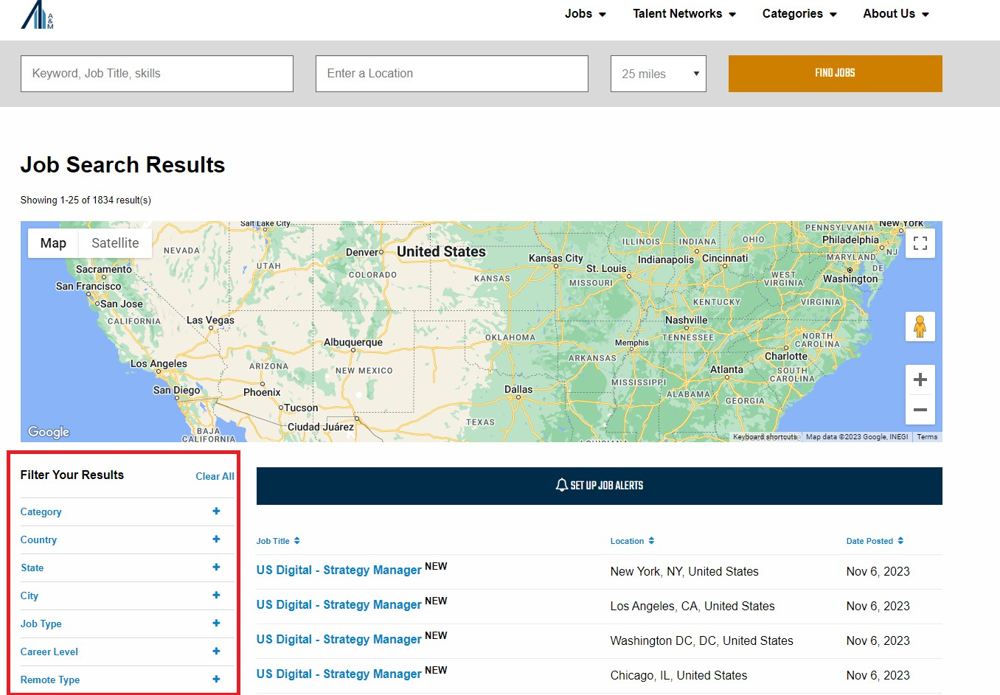 A&M
Jobs
Talent Networks
Categories
About Us
Keyword, Job Title, skills
Enter a Location
25 miles
FIND JOBS
Job Search Results
Showing 1-25 of 1834 result(s)
Map
Satellite
Salt Lake City
New York
PENNSYLVANIA
Philadelphia
ILLINOIS
INDIANA
OHIO
NEVADA
Denver
United States
NJ
Kansas City
Indianapolis
Cincinnati
MARYLAND
Sacramento
UTAH
St. Louis
DE
COLORADO
KANSAS
MISSOURI
WEST
VIRGINIA
Washington
San Francisco
San Jose
KENTUCKY
VIRGINIA
CALIFORNIA
Las Vegas
Nashville
Albuquerque
OKLAHOMA
Memphis
TENNESSEE
NORTH
CAROLINA
Los Angeles
ARIZONA
NEW MEXICO
ARKANSAS
Charlotte
Atlanta
SOUTH
CAROLINA
San Diego
Phoenix
Dallas
MISSISSIPPI
ALABAMA
GEORGIA
Tucson
Ciudad Juárez
TEXAS
BAJA
CALIFORNIA
LOUISIANA
Google
Keyboard shortcuts
Map data ©2023 Google, INEGI
Terms
Filter Your Results
Clear All
Category
Country
State
City
Job Type
Career Level
Remote Type
SET UP JOB ALERTS
Job Title
Location
Date Posted
US Digital - Strategy Manager NEW
New York, NY, United States
Nov 6, 2023
US Digital - Strategy Manager NEW
Los Angeles, CA, United States
Nov 6, 2023
US Digital - Strategy Manager NEW
Washington DC, DC, United States
Nov 6, 2023
US Digital - Strategy Manager NEW
Chicago, IL, United States
Nov 6, 2023